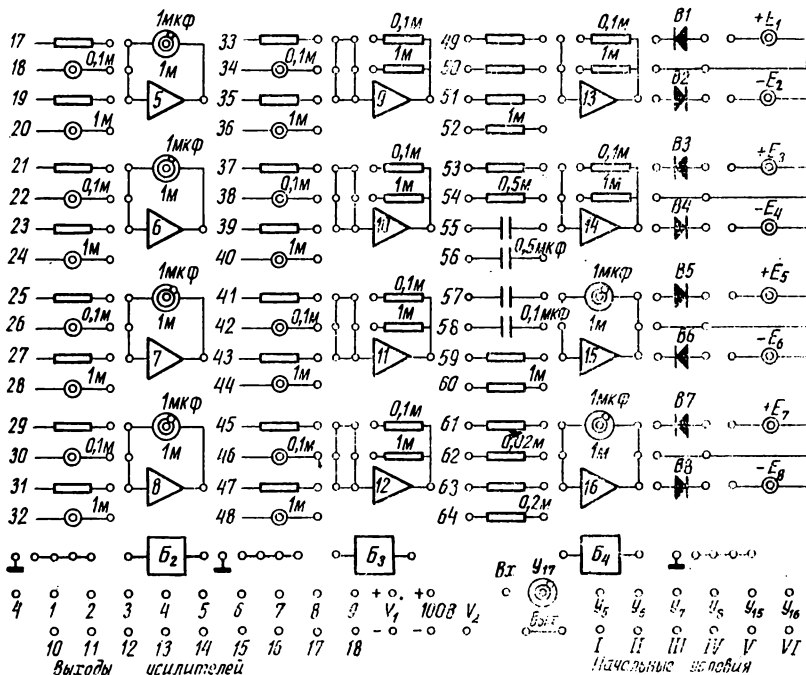 1мкф 0,1м 0,1м В1 +E1
17 33 49
18 0,1м 34 0,1м 1м 50 1м
19 5 35 9 51 13 В2 -E2
20 1м 36 1м 52 1м
1мкф 0,1м 0,1м В3 +E3
21 37 53
22 0,1м 38 0,1м 1м 54 0,5м 1м
23 6 39 10 55 14 В4 -E4
24 1м 40 1м 56 0,5мкф
1мкф 0,1м 1мкф В5 +E5
25 41 57
26 0,1м 1м 42 0,1м 1м 58 0,1мкф 1м
27 7 43 11 59 15 В6 -E6
28 1м 44 1м 60 1м
1мкф 0,1м 1мкф В7 +E7
29 45 61
30 0,1м 1м 46 0,1м 1м 62 0,02м 1м
31 8 47 12 63 16 В8 -E8
32 1м 48 1м 64 0,2м
Б2 Б3 Вх У17 Б4
4 1 2 3 4 5 6 7 8 9 + V1 + 100В V2 У5 У6 У7 У8 У15 У16
10 11 12 13 14 15 16 17 18 - - I II III IV V VI
Выходы усилителей Начальные условия